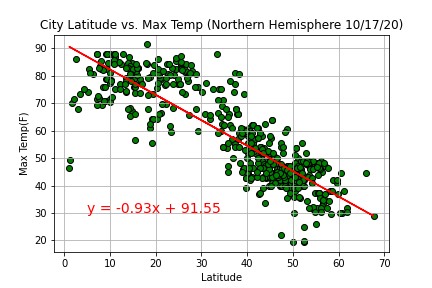 City Latitude vs. Max Temp (Northern Hemisphere 10/17/20)
Max Temp(F)
90
80
70
60
50
40
30
20
y = -0.93x + 91.55
0 10 20 30 40 50 60 70
Latitude